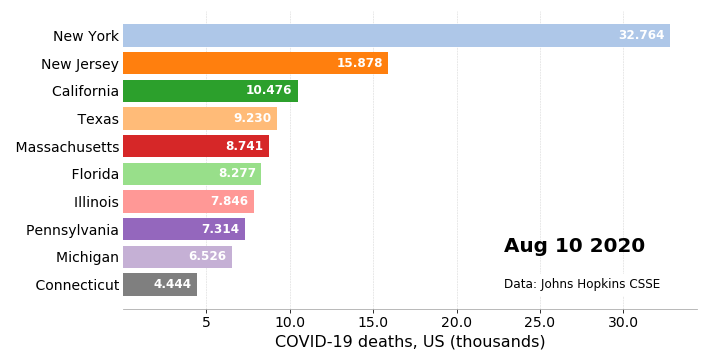 New York 32.764
New Jersey 15.878
California 10.476
Texas 9.230
Massachusetts 8.741
Florida 8.277
Illinois 7.846
Pennsylvania 7.314
Michigan 6.526
Connecticut 4.444
Aug 10 2020
Data: Johns Hopkins CSSE
5 10.0 15.0 20.0 25.0 30.0
COVID-19 deaths, US (thousands)